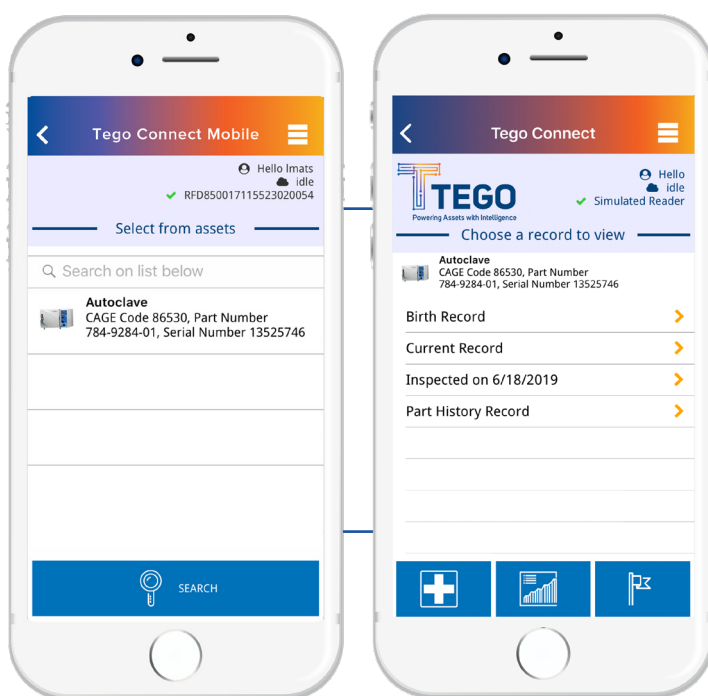 Tego Connect Mobile
Hello lmats
idle
RFD850017115523020054
Select from assets
Search on list below
Autoclave
CAGE Code 86530, Part Number
784-9284-01, Serial Number 13525746
SEARCH
Tego Connect
TEGO
Powering Assets with Intelligence
Hello
idle
Simulated Reader
Choose a record to view
Autoclave
CAGE Code 86530, Part Number
784-9284-01, Serial Number 13525746
Birth Record
Current Record
Inspected on 6/18/2019
Part History Record